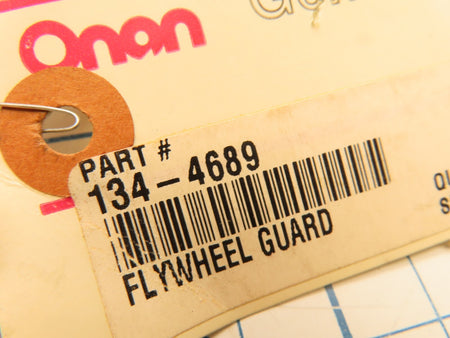 Onan
PART #
134-4689
FLYWHEEL GUARD